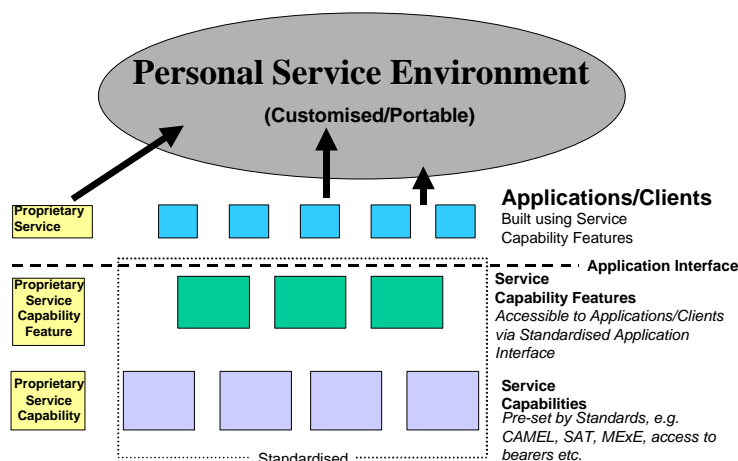 Personal Service Environment
(Customised/Portable)
Proprietary
Service
Applications/Clients
Built using Service
Capability Features
Application Interface
Proprietary
Service
Capability
Feature
Service
Capability Features
Accessible to Applications/Clients
via Standardised Application
Interface
Proprietary
Service
Capability
Service
Capabilities
Pre-set by Standards, e.g.
CAMEL, SAT, MExE, access to
bearers etc.
Standardised